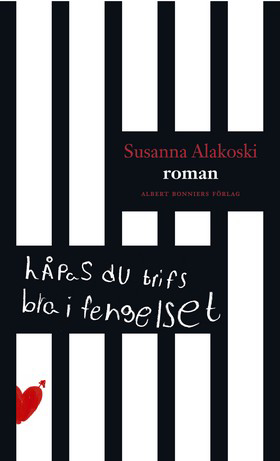 Susanna Alakoski
roman
ALBERT BONNIERS FÖRLAG
hÅPas du trifs
bra i fengelset